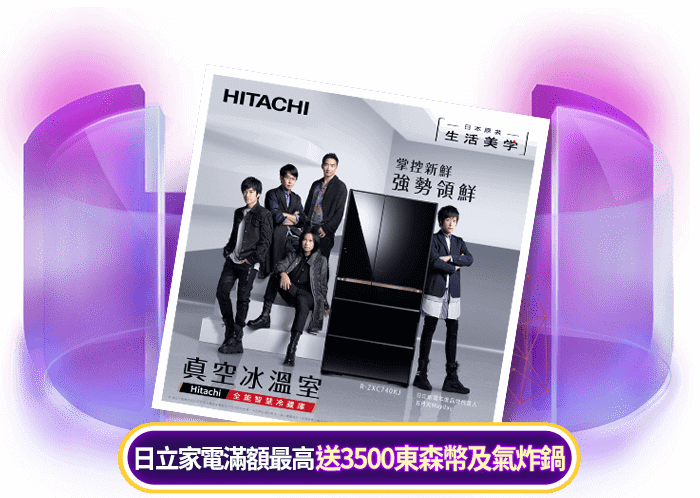 HITACHI
日本原裝
生活美学
掌控新鮮
強勢領鮮
R-ZXC740KJ
真空冰溫室
Hitachi 全能智慧冷藏庫
日立家電滿額最高送3500東森幣及氣炸鍋